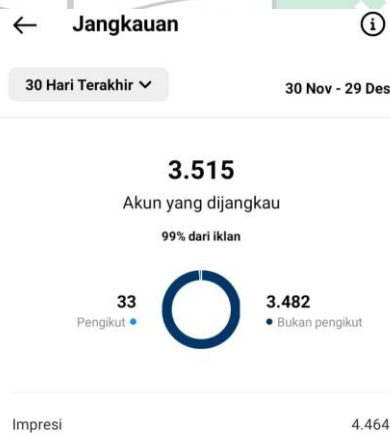 Jangkauan
30 Hari Terakhir
30 Nov - 29 Des
3.515
Akun yang dijangkau
99% dari iklan
33
Pengikut
3.482
Bukan pengikut
Impresi
4.464